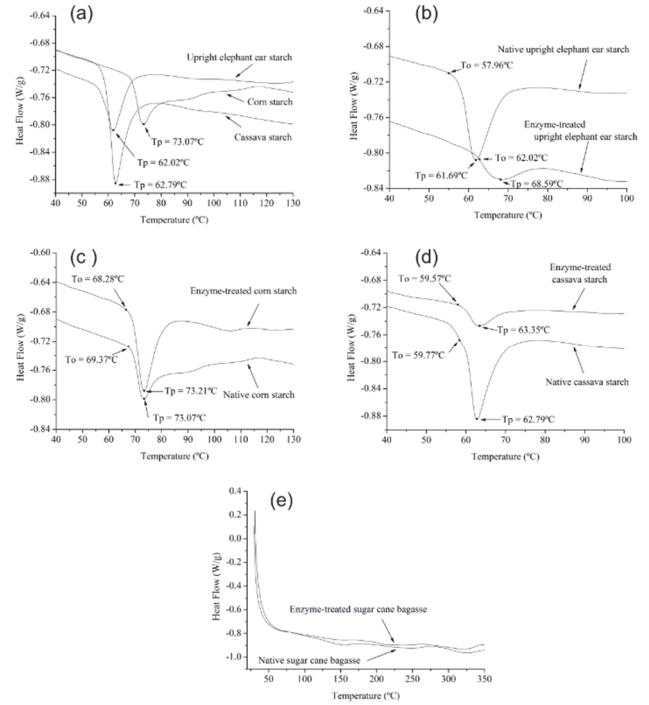 (a)
-0.64
-0.68
-0.72
-0.76
-0.80
-0.84
-0.88
Heat Flow (W/g)
Upright elephant ear starch
Corn starch
Cassava starch
Tp = 73.07ºC
Tp = 62.02ºC
Tp = 62.79ºC
40 50 60 70 80 90 100 110 120 130
Temperature (ºC)
(b)
-0.64
-0.68
-0.72
-0.76
-0.80
-0.84
Heat Flow (W/g)
Native upright elephant ear starch
To = 57.96ºC
Enzyme-treated
upright elephant ear starch
To = 62.02ºC
Tp = 61.69ºC
Tp = 68.59ºC
40 50 60 70 80 90 100
Temperature (ºC)
(c)
-0.60
-0.64
-0.68
-0.72
-0.76
-0.80
-0.84
Heat Flow (W/g)
To = 68.28ºC
Enzyme-treated corn starch
To = 69.37ºC
Tp = 73.21ºC
Native corn starch
Tp = 73.07ºC
40 50 60 70 80 90 100 110 120 130
Temperature (ºC)
(d)
-0.64
-0.68
-0.72
-0.76
-0.80
-0.84
-0.88
Heat Flow (W/g)
To = 59.57ºC
Enzyme-treated
cassava starch
Tp = 63.35ºC
To = 59.77ºC
Native cassava starch
Tp = 62.79ºC
40 50 60 70 80 90 100
Temperature (ºC)
(e)
0.4
0.2
0.0
-0.2
-0.4
-0.6
-0.8
-1.0
Heat Flow (W/g)
Enzyme-treated sugar cane bagasse
Native sugar cane bagasse
50 100 150 200 250 300 350
Temperature (ºC)